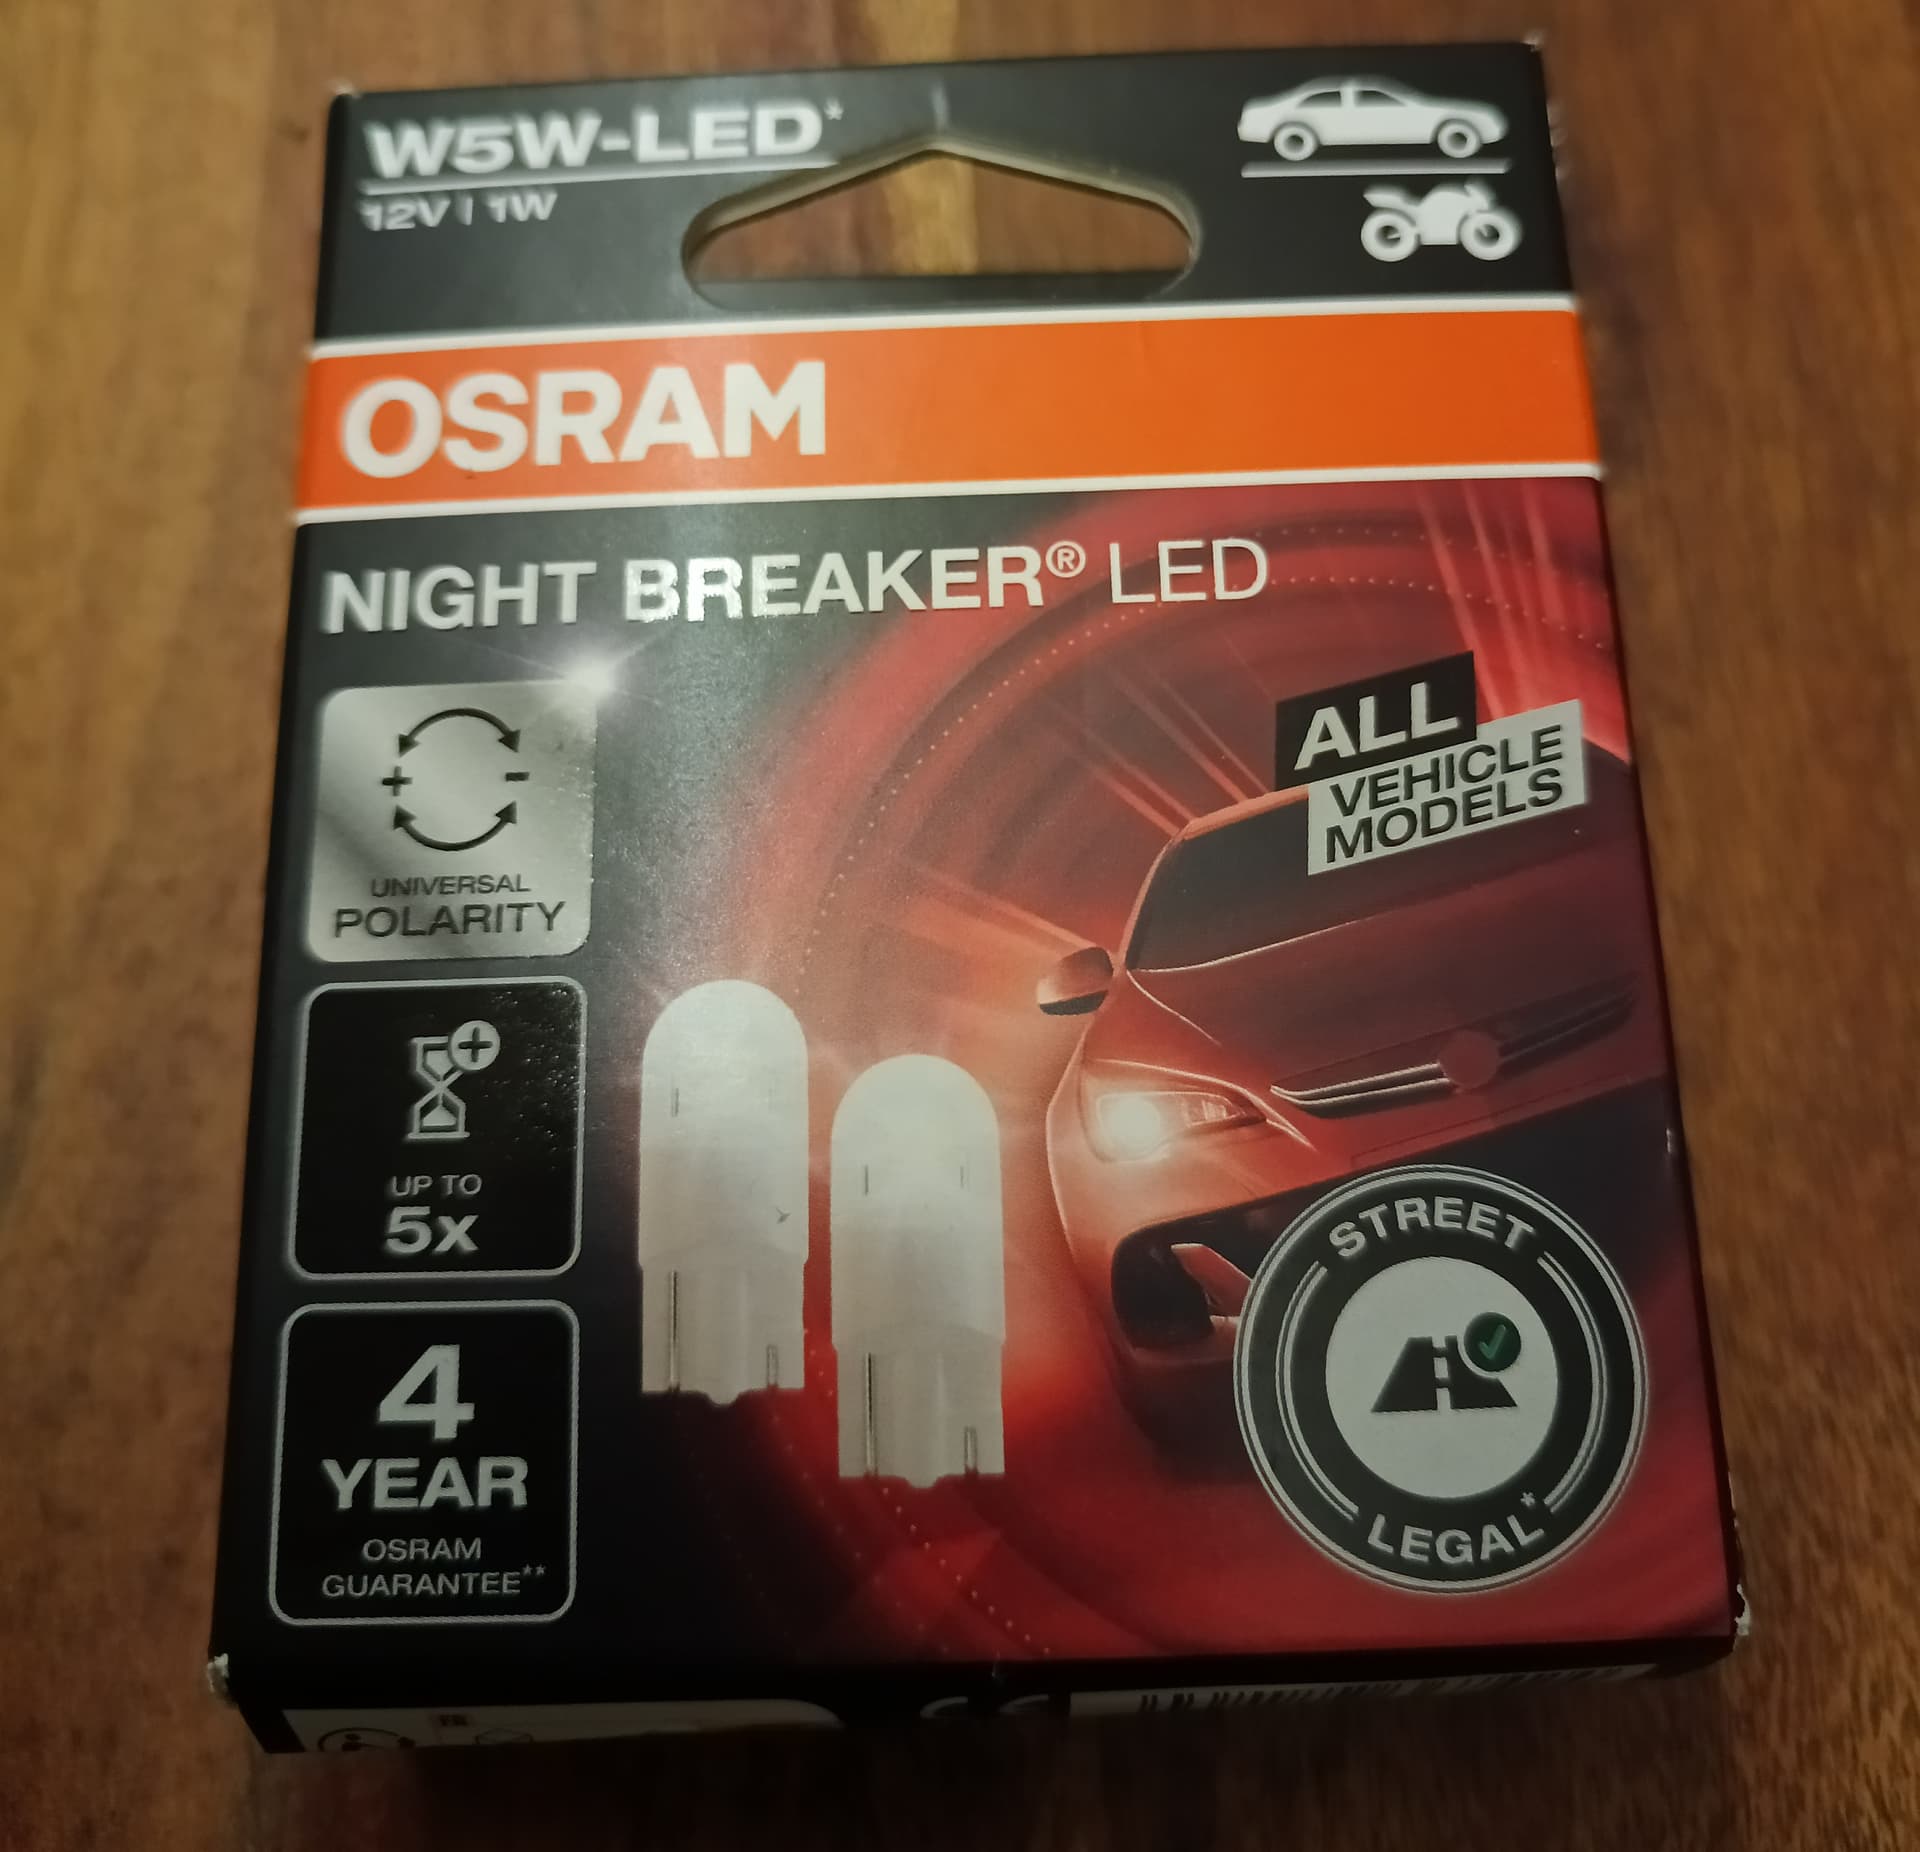 W5W-LED*
12V | 1W
OSRAM
NIGHT BREAKER® LED
ALL
VEHICLE
MODELS
+ -
UNIVERSAL
POLARITY
UP TO
5x
4
YEAR
OSRAM
GUARANTEE**
STREET
LEGAL*
FR